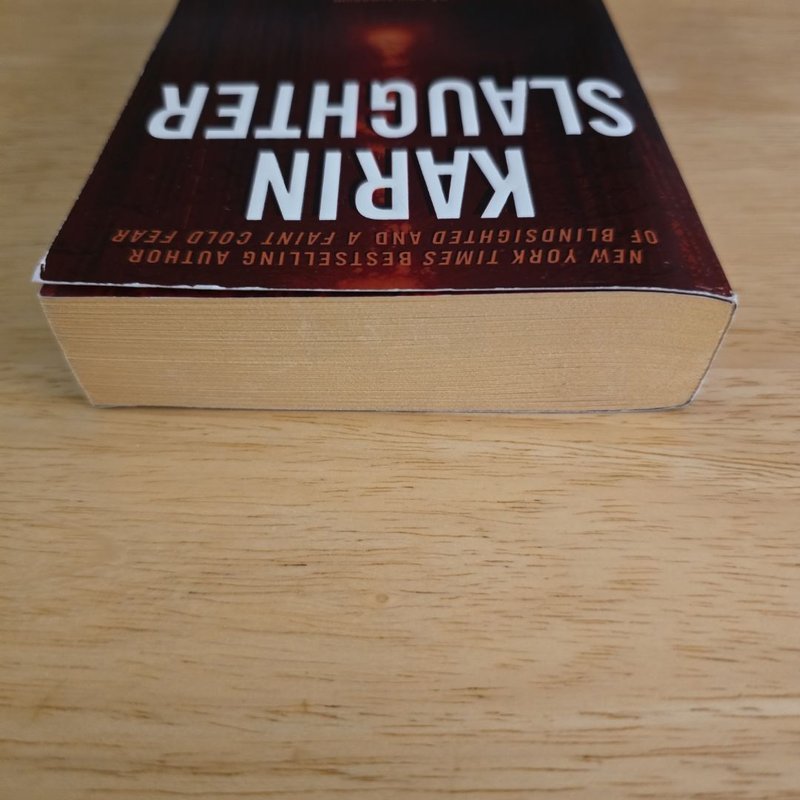 NEW YORK TIMES BESTSELLING AUTHOR
OF BLINDSIGHTED AND A FAINT COLD FEAR
KARIN
SLAUGHTER